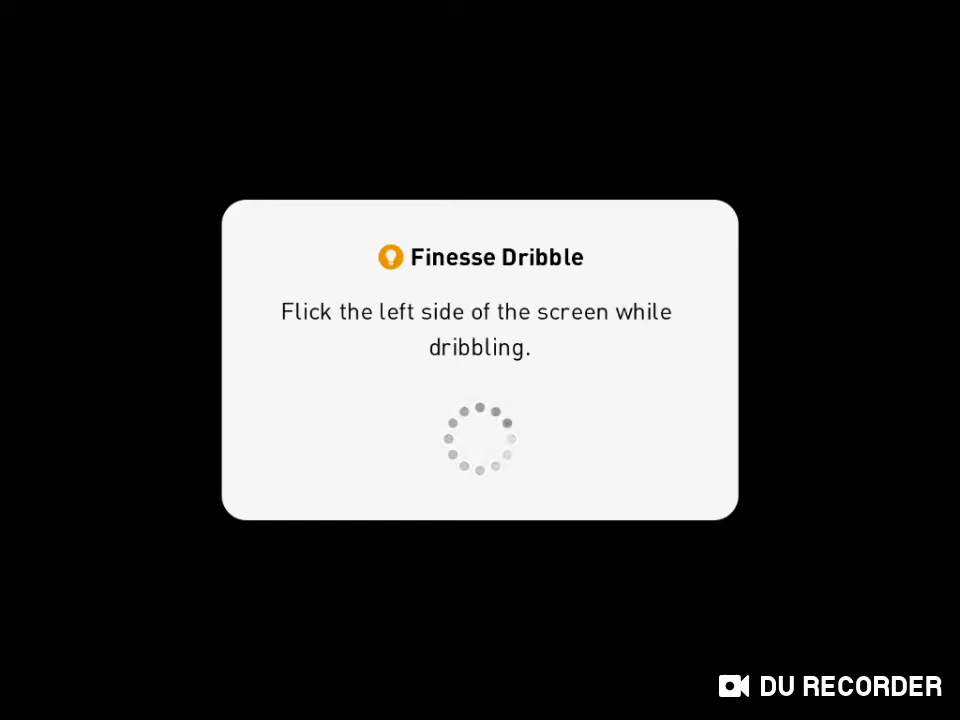 Finesse Dribble
Flick the left side of the screen while
dribbling.
DU RECORDER